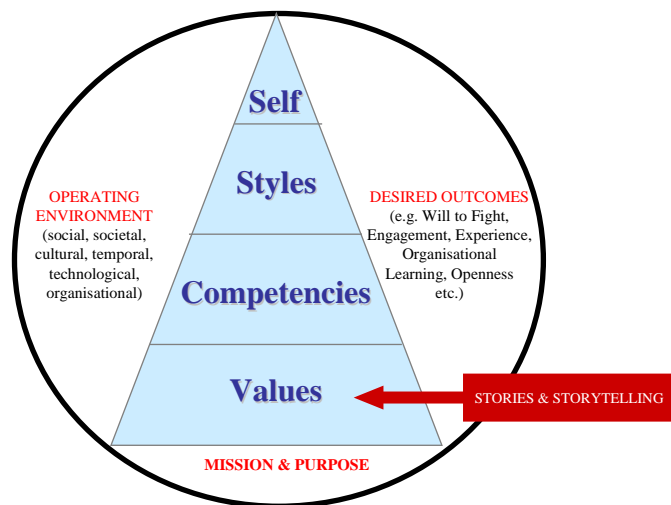 Self
Styles
OPERATING
ENVIRONMENT
(social, societal,
cultural, temporal,
technological,
organisational)
DESIRED OUTCOMES
(e.g. Will to Fight,
Engagement, Experience,
Organisational
Learning, Openness
etc.)
Competencies
Values
STORIES & STORYTELLING
MISSION & PURPOSE